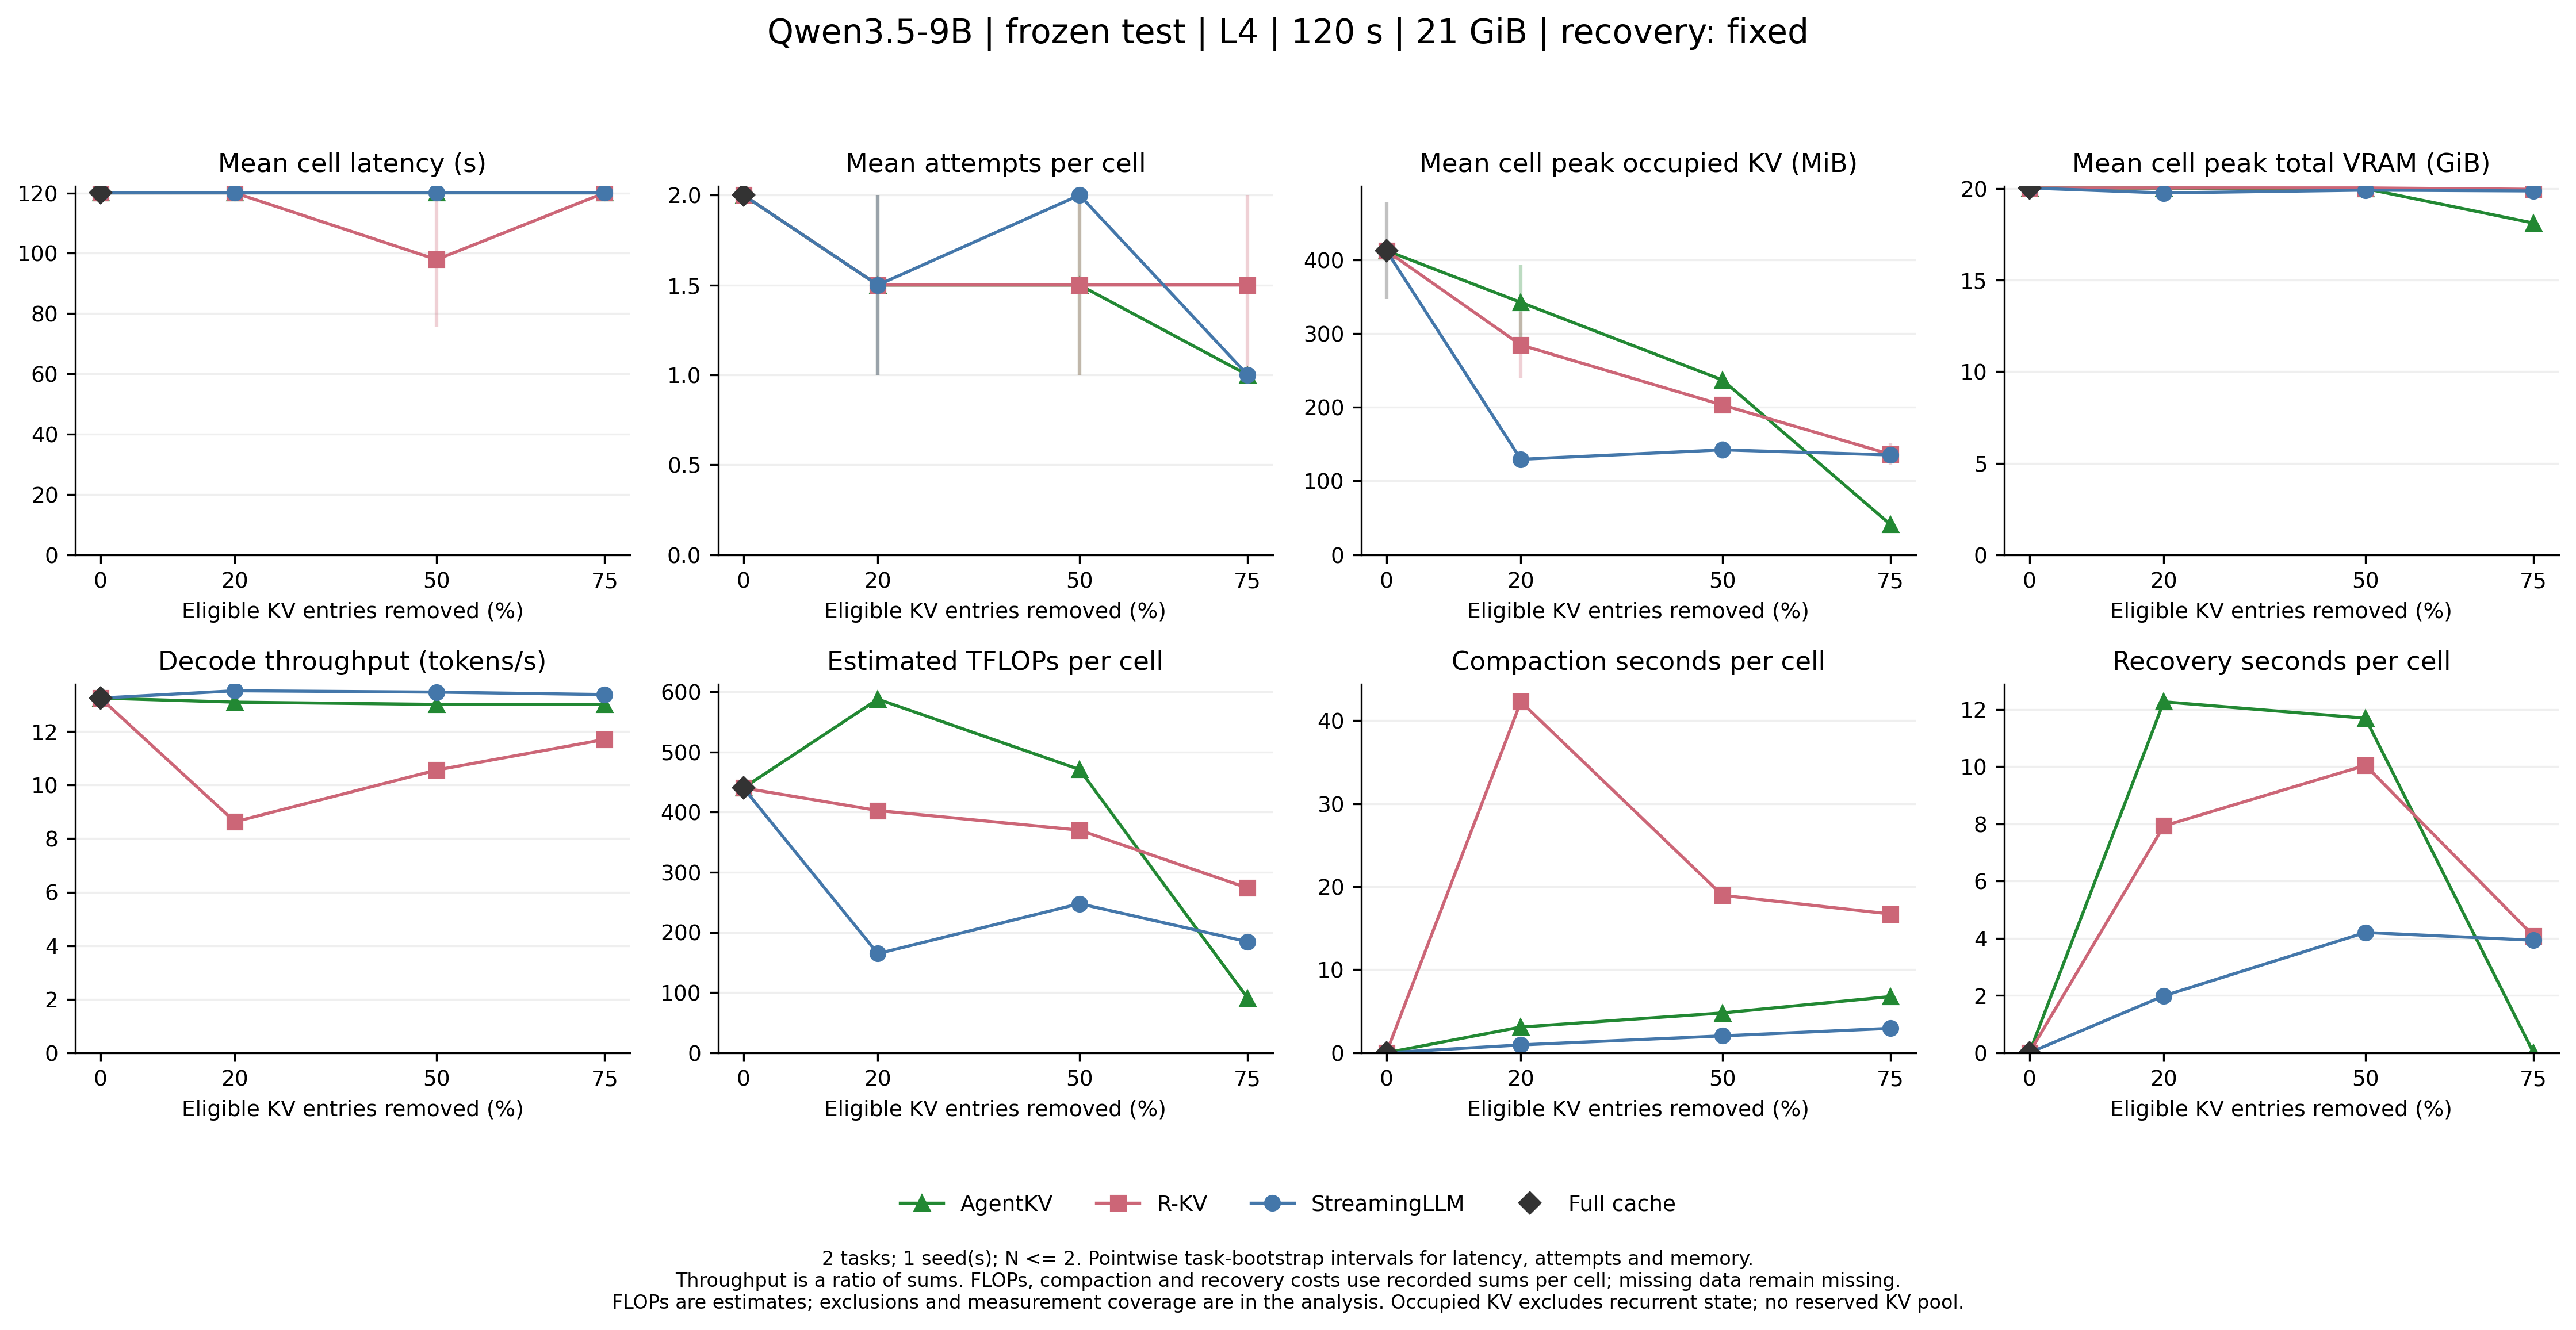 Qwen3.5-9B | frozen test | L4 | 120 s | 21 GiB | recovery: fixed
Mean cell latency (s)
120
100
80
60
40
20
0
0 20 50 75
Eligible KV entries removed (%)
Mean attempts per cell
2.0
1.5
1.0
0.5
0.0
0 20 50 75
Eligible KV entries removed (%)
Mean cell peak occupied KV (MiB)
400
300
200
100
0
0 20 50 75
Eligible KV entries removed (%)
Mean cell peak total VRAM (GiB)
20
15
10
5
0
0 20 50 75
Eligible KV entries removed (%)
Decode throughput (tokens/s)
12
10
8
6
4
2
0
0 20 50 75
Eligible KV entries removed (%)
Estimated TFLOPs per cell
600
500
400
300
200
100
0
0 20 50 75
Eligible KV entries removed (%)
Compaction seconds per cell
40
30
20
10
0
0 20 50 75
Eligible KV entries removed (%)
Recovery seconds per cell
12
10
8
6
4
2
0
0 20 50 75
Eligible KV entries removed (%)
AgentKV R-KV StreamingLLM Full cache
2 tasks; 1 seed(s); N <= 2. Pointwise task-bootstrap intervals for latency, attempts and memory.
Throughput is a ratio of sums. FLOPs, compaction and recovery costs use recorded sums per cell; missing data remain missing.
FLOPs are estimates; exclusions and measurement coverage are in the analysis. Occupied KV excludes recurrent state; no reserved KV pool.